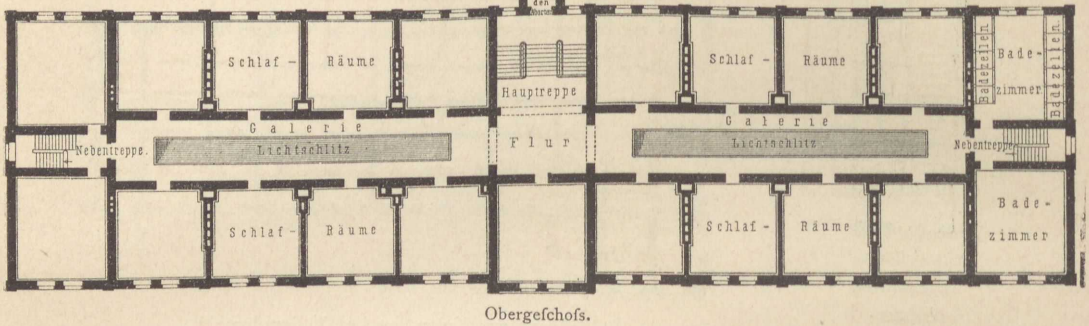 den
Aborten
Schlaf - Räume
Hauptreppe
Schlaf - Räume
Badezellen
Bade-
zimmer
Badezellen
Galerie
Galerie
Nebentreppe.
Lichtschlitz
Flur
Lichtschlitz
Nebentreppe
Schlaf - Räume
Schlaf - Räume
Bade-
zimmer
Obergeſchoſs.